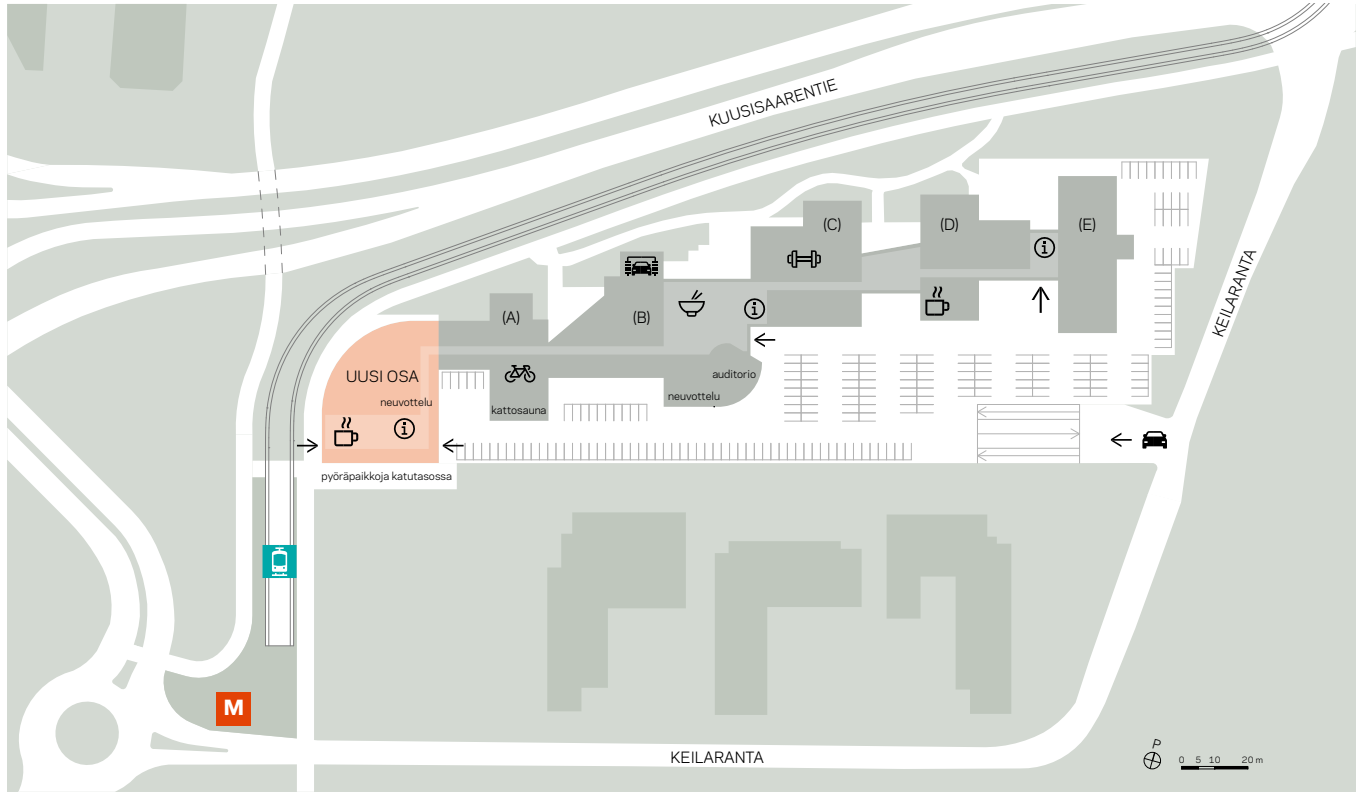 KUUSISAARENTIE
(C)
(D)
(E)
KEILARANTA
(A)
(B)
UUSI OSA
auditorio
neuvottelu
neuvottelu
kattosauna
pyöräpaikkoja katutasossa
M
KEILARANTA
P
0 5 10 20 m